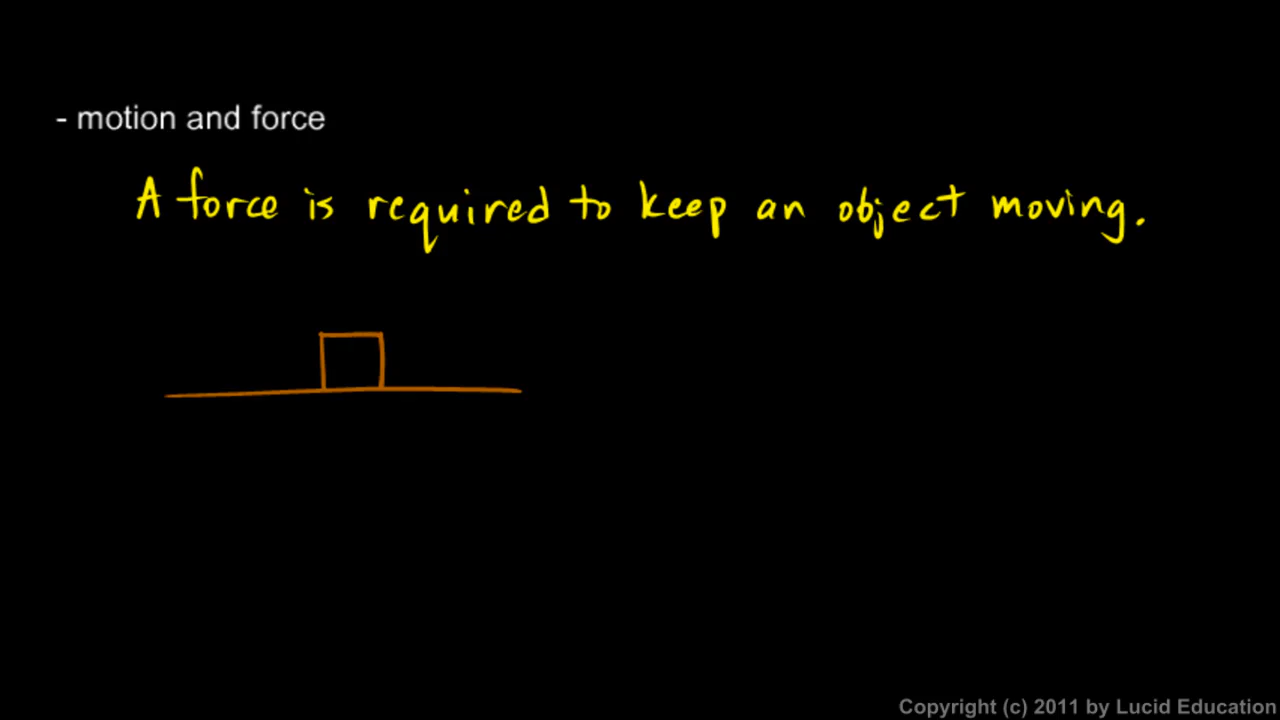 - motion and force
A force is required to keep an object moving.
Copyright (c) 2011 by Lucid Education